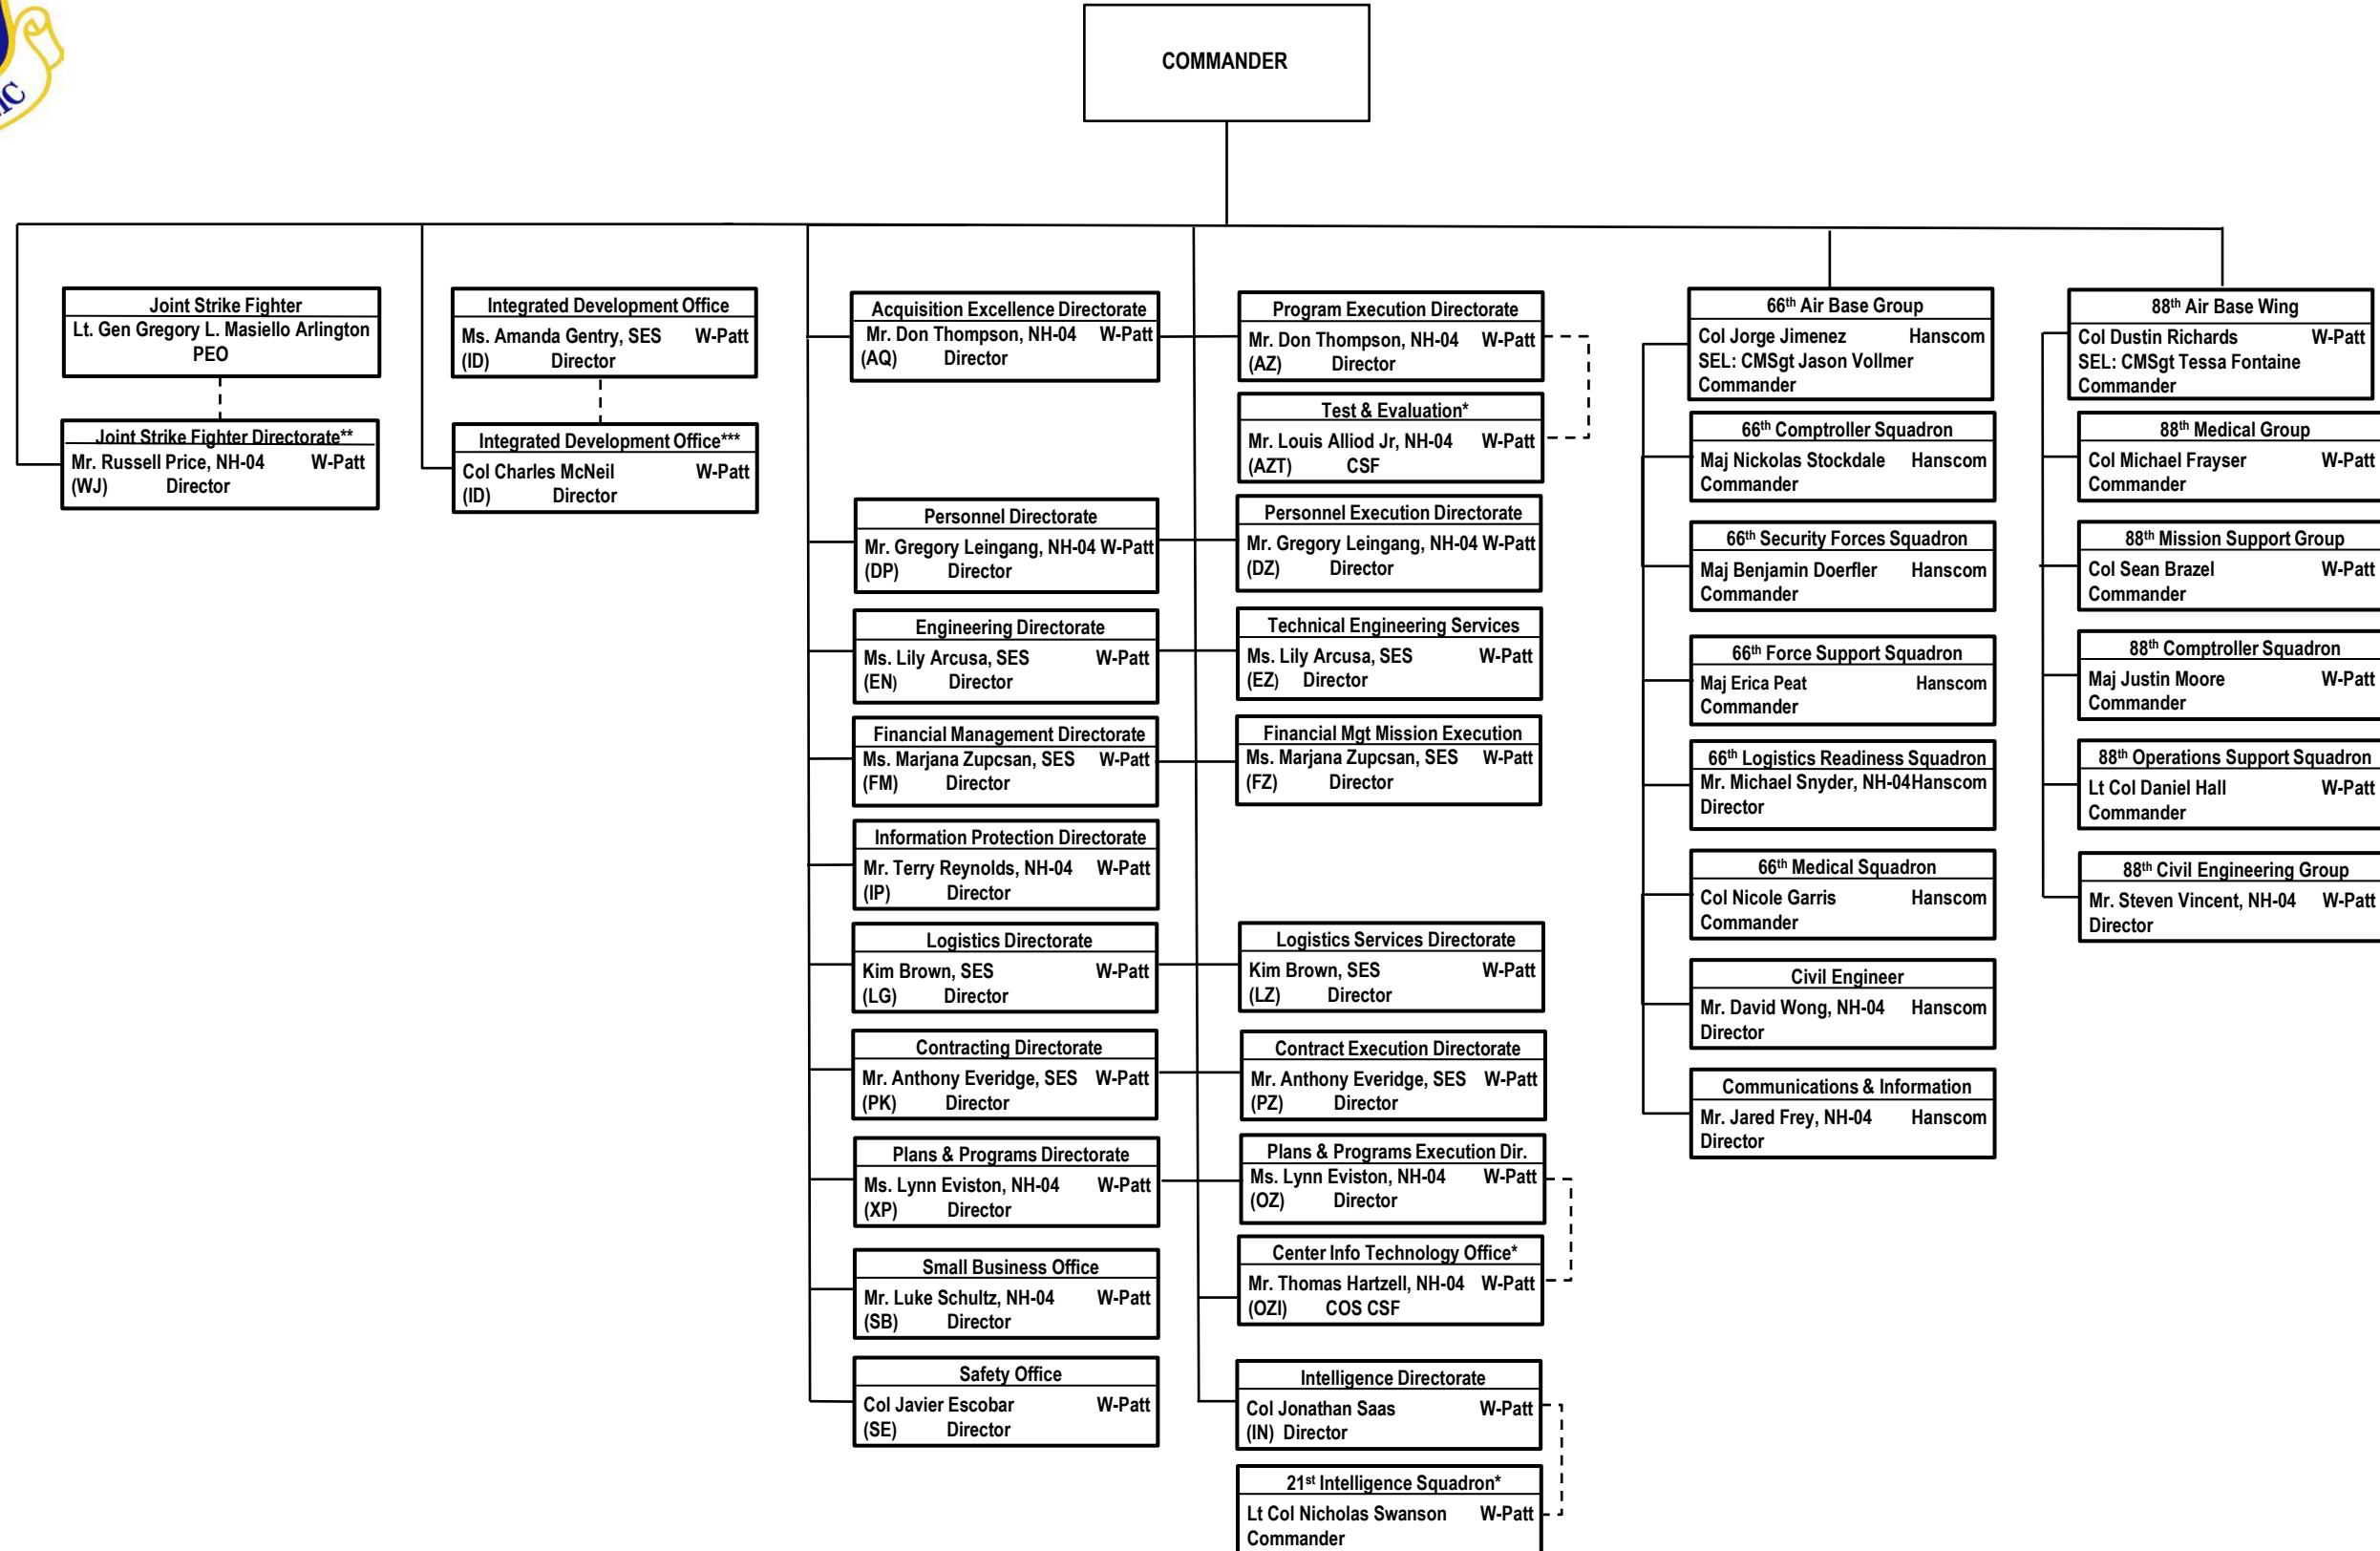 MC
COMMANDER
Joint Strike Fighter
Lt. Gen Gregory L. Masiello Arlington
PEO
Joint Strike Fighter Directorate**
Mr. Russell Price, NH-04 W-Patt
(WJ) Director
Integrated Development Office
Ms. Amanda Gentry, SES W-Patt
(ID) Director
Integrated Development Office***
Col Charles McNeil W-Patt
(ID) Director
Acquisition Excellence Directorate
Mr. Don Thompson, NH-04 W-Patt
(AQ) Director
Personnel Directorate
Mr. Gregory Leingang, NH-04 W-Patt
(DP) Director
Engineering Directorate
Ms. Lily Arcusa, SES W-Patt
(EN) Director
Financial Management Directorate
Ms. Marjana Zupcsan, SES W-Patt
(FM) Director
Information Protection Directorate
Mr. Terry Reynolds, NH-04 W-Patt
(IP) Director
Logistics Directorate
Kim Brown, SES W-Patt
(LG) Director
Contracting Directorate
Mr. Anthony Everidge, SES W-Patt
(PK) Director
Plans & Programs Directorate
Ms. Lynn Eviston, NH-04 W-Patt
(XP) Director
Small Business Office
Mr. Luke Schultz, NH-04 W-Patt
(SB) Director
Safety Office
Col Javier Escobar W-Patt
(SE) Director
Program Execution Directorate
Mr. Don Thompson, NH-04 W-Patt
(AZ) Director
Test & Evaluation*
Mr. Louis Alliod Jr, NH-04 W-Patt
(AZT) CSF
Personnel Execution Directorate
Mr. Gregory Leingang, NH-04 W-Patt
(DZ) Director
Technical Engineering Services
Ms. Lily Arcusa, SES W-Patt
(EZ) Director
Financial Mgt Mission Execution
Ms. Marjana Zupcsan, SES W-Patt
(FZ) Director
Logistics Services Directorate
Kim Brown, SES W-Patt
(LZ) Director
Contract Execution Directorate
Mr. Anthony Everidge, SES W-Patt
(PZ) Director
Plans & Programs Execution Dir.
Ms. Lynn Eviston, NH-04 W-Patt
(OZ) Director
Center Info Technology Office*
Mr. Thomas Hartzell, NH-04 W-Patt
(OZI) COS CSF
Intelligence Directorate
Col Jonathan Saas W-Patt
(IN) Director
21st Intelligence Squadron*
Lt Col Nicholas Swanson W-Patt
Commander
66th Air Base Group
Col Jorge Jimenez Hanscom
SEL: CMSgt Jason Vollmer
Commander
66th Comptroller Squadron
Maj Nickolas Stockdale Hanscom
Commander
66th Security Forces Squadron
Maj Benjamin Doerfler Hanscom
Commander
66th Force Support Squadron
Maj Erica Peat Hanscom
Commander
66th Logistics Readiness Squadron
Mr. Michael Snyder, NH-04Hanscom
Director
66th Medical Squadron
Col Nicole Garris Hanscom
Commander
Civil Engineer
Mr. David Wong, NH-04 Hanscom
Director
Communications & Information
Mr. Jared Frey, NH-04 Hanscom
Director
88th Air Base Wing
Col Dustin Richards W-Patt
SEL: CMSgt Tessa Fontaine
Commander
88th Medical Group
Col Michael Frayser W-Patt
Commander
88th Mission Support Group
Col Sean Brazel W-Patt
Commander
88th Comptroller Squadron
Maj Justin Moore W-Patt
Commander
88th Operations Support Squadron
Lt Col Daniel Hall W-Patt
Commander
88th Civil Engineering Group
Mr. Steven Vincent, NH-04 W-Patt
Director